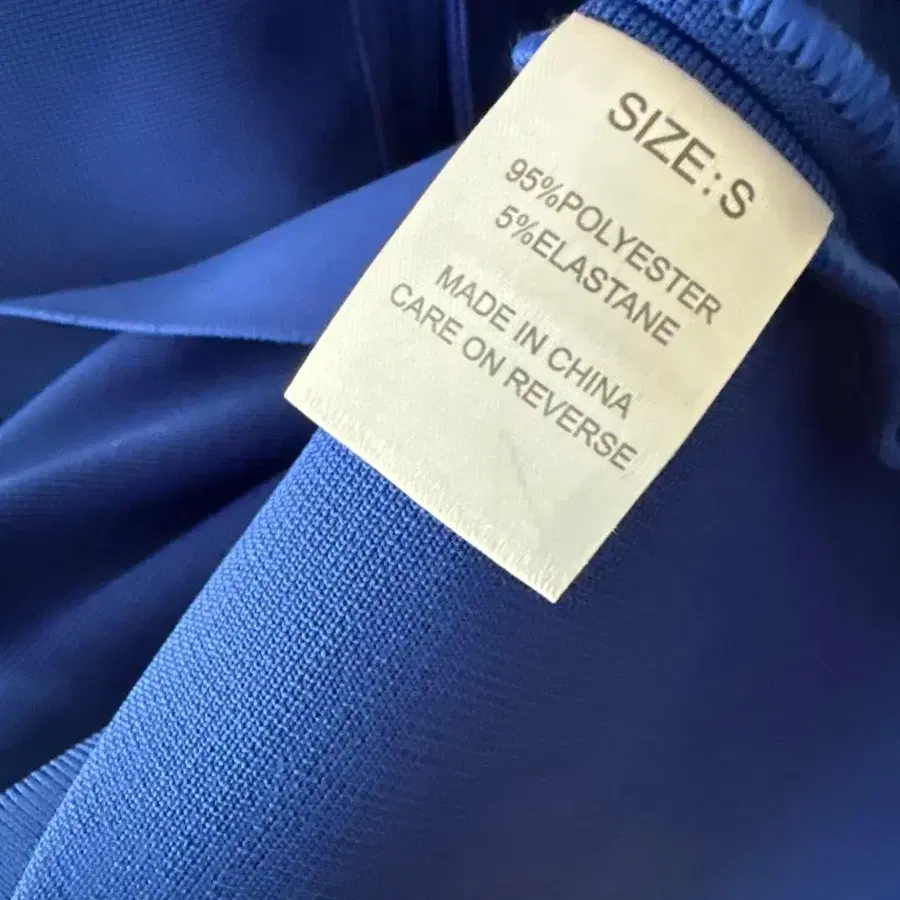 SIZE:S
95%POLYESTER
5%ELASTANE
MADE IN CHINA
CARE ON REVERSE